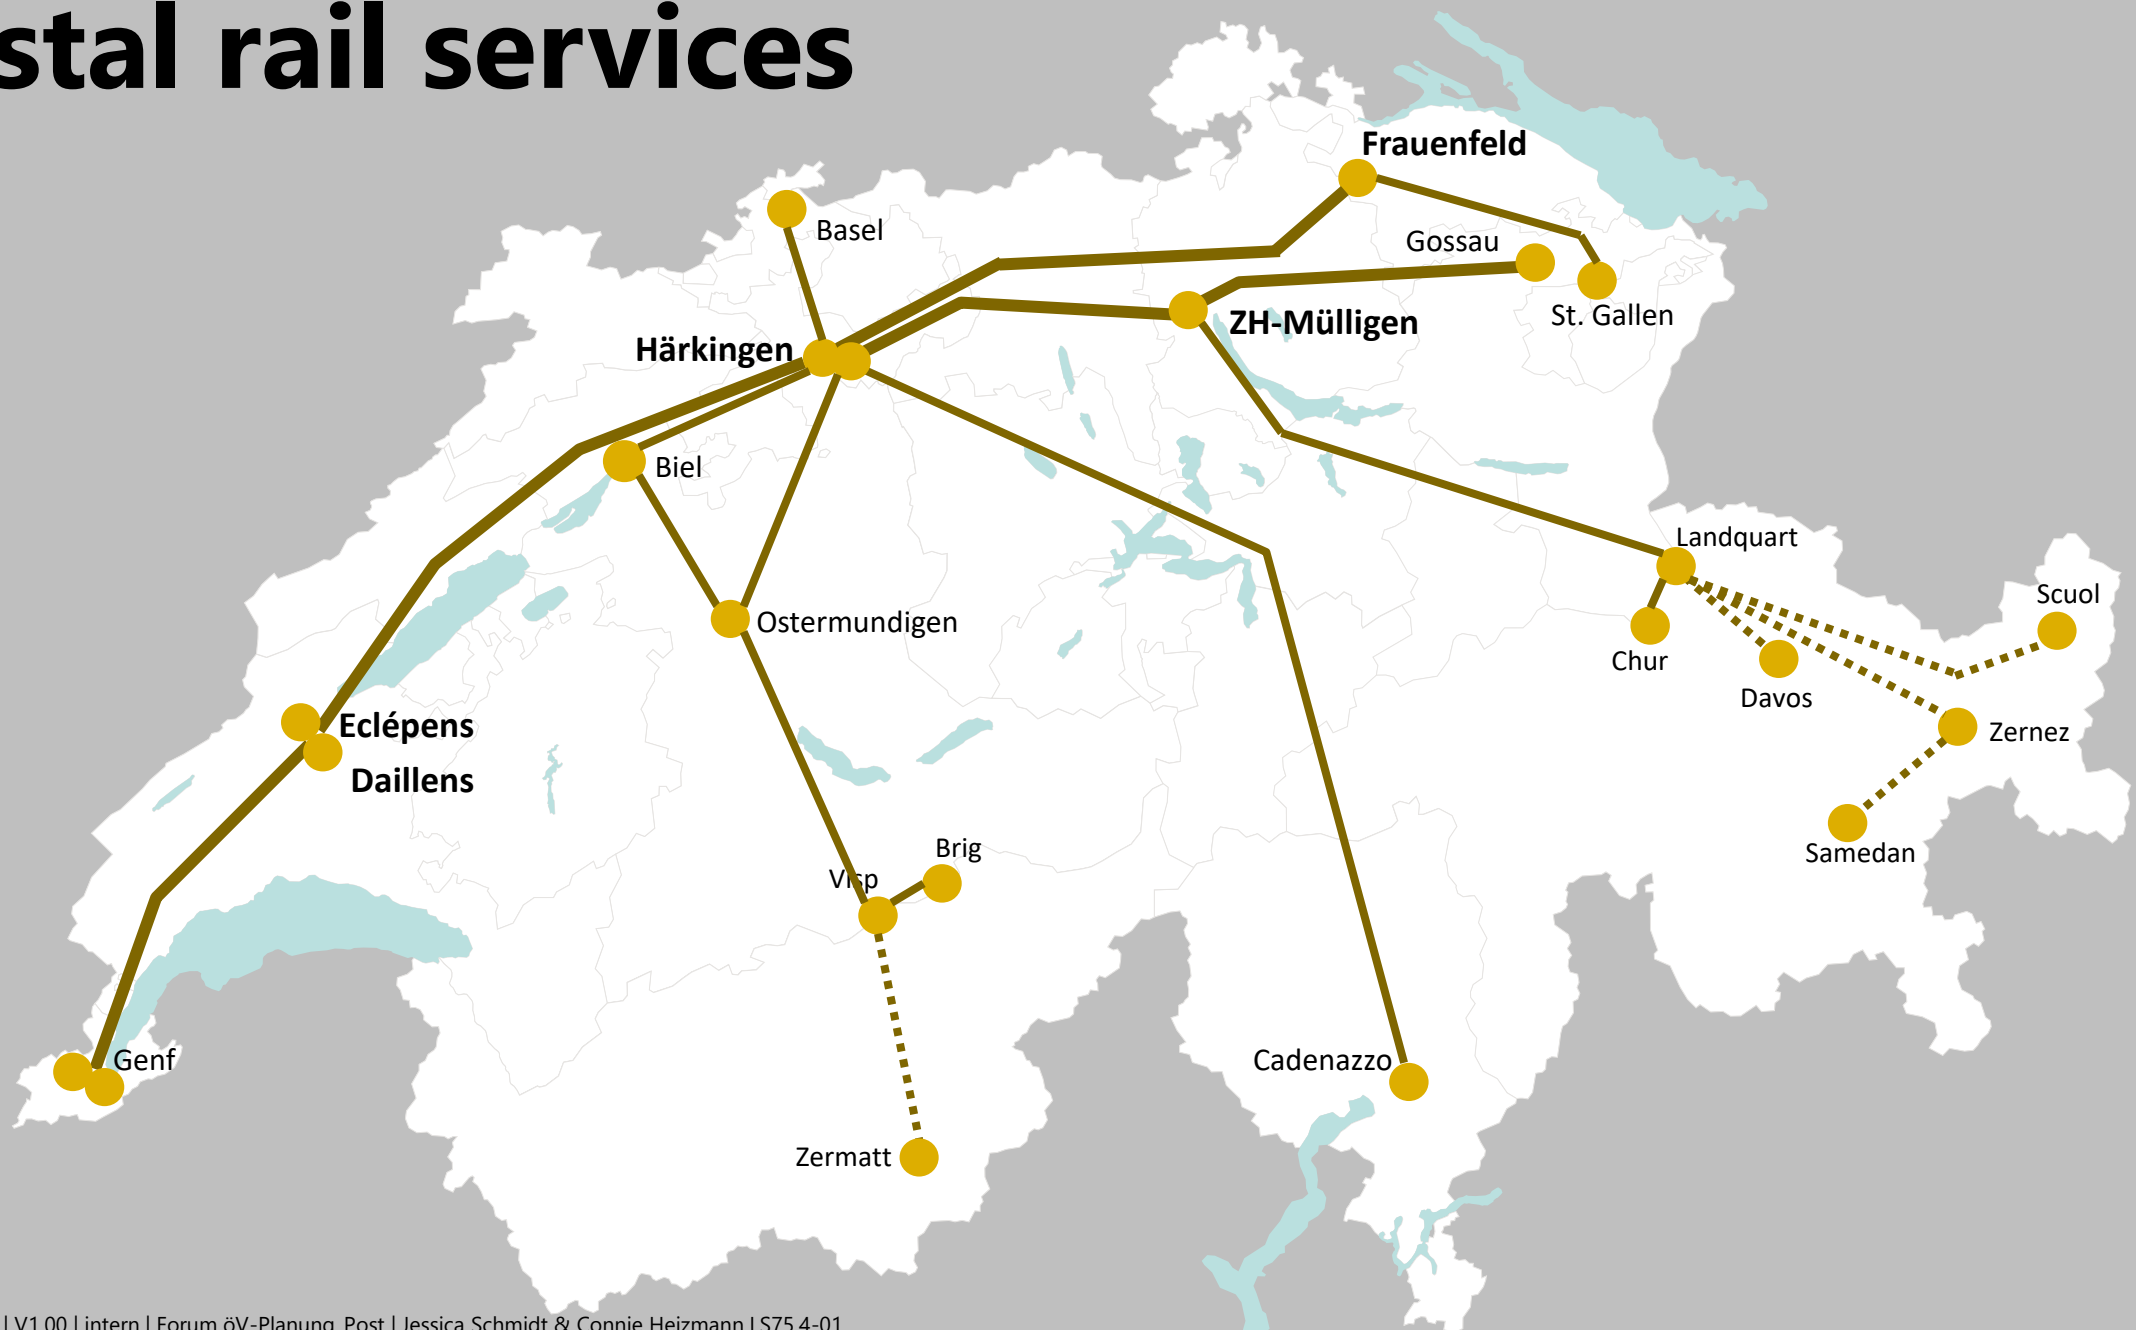 stal rail services
Frauenfeld
Basel
Gossau
St. Gallen
ZH-Mülligen
Härkingen
Biel
Landquart
Scuol
Ostermundigen
Chur
Davos
Zernez
Eclépens
Daillens
Samedan
Brig
Visp
Genf
Cadenazzo
Zermatt
| V1.00 | intern | Forum öV-Planung, Post | Jessica Schmidt & Connie Heizmann | S75.4-01